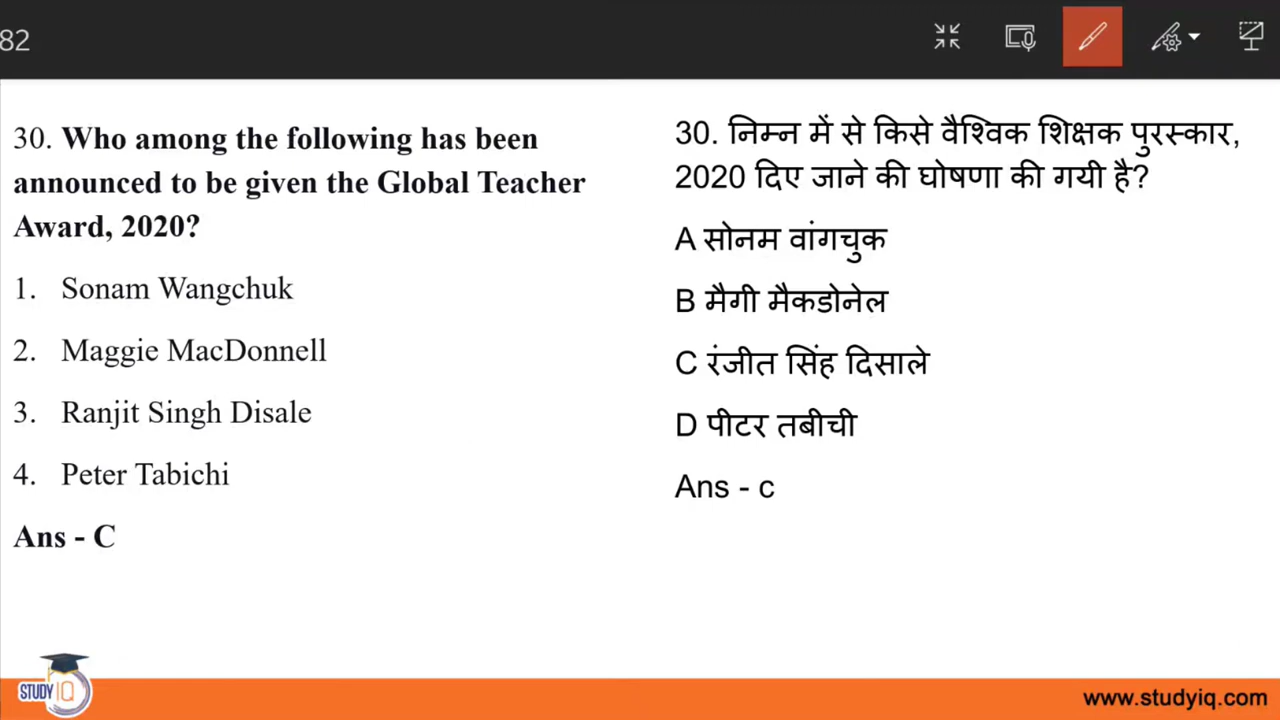 82
30. Who among the following has been
announced to be given the Global Teacher
Award, 2020?
1. Sonam Wangchuk
2. Maggie MacDonnell
3. Ranjit Singh Disale
4. Peter Tabichi
Ans - C
30. निम्न में से किसे वैश्विक शिक्षक पुरस्कार,
2020 दिए जाने की घोषणा की गयी है?
A सोनम वांगचुक
B मैगी मैकडोनेल
C रंजीत सिंह दिसाले
D पीटर तबीची
Ans - c
STUDY IQ
www.studyiq.com